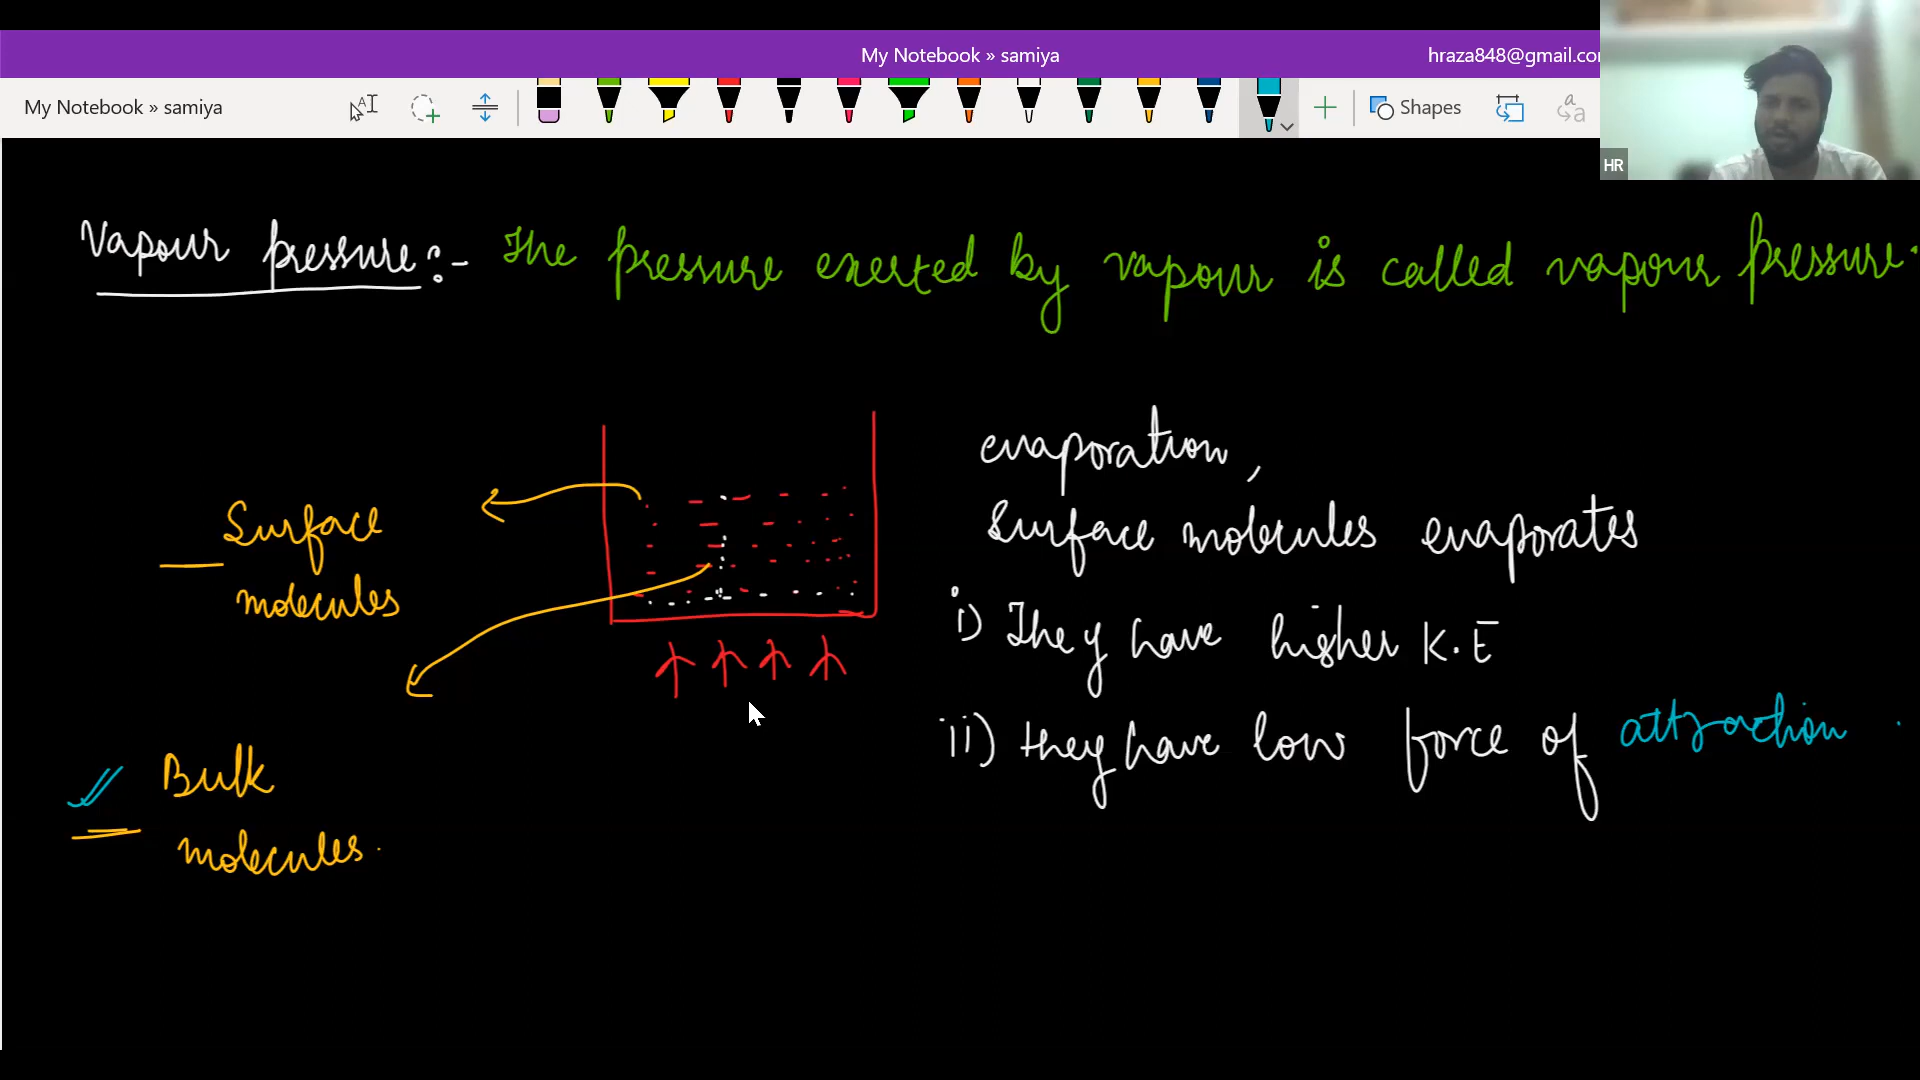 My Notebook » samiya
hraza848@gmail.co
My Notebook » samiya
Shapes
HR
Vapour pressure:- The pressure exerted by vapour is called vapour pressure.
evaporation,
Surface molecules evaporates
Surface
molecules
i) They have higher K.E
ii) they have low force of attraction.
Bulk
molecules.